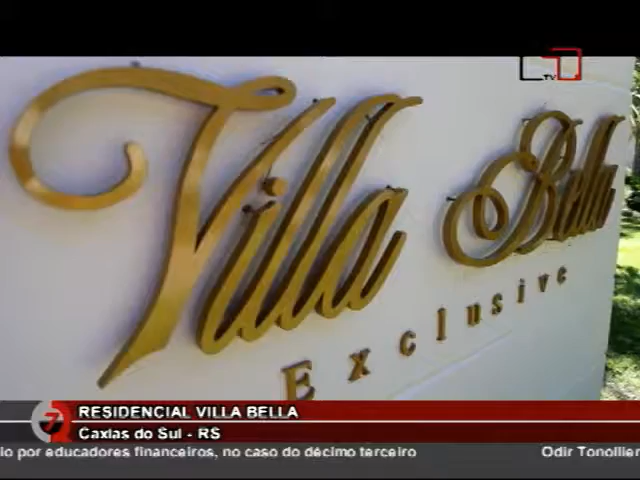 TV
Villa Bella
Exclusive
RESIDENCIAL VILLA BELLA
Caxias do Sul - RS
io por educadores financeiros, no caso do décimo terceiro Odir Tonollier